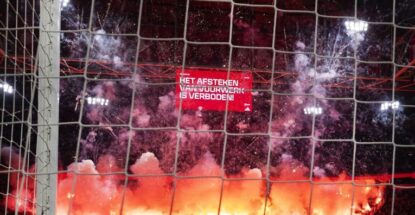 HET AFSTEKEN
VAN VUURWERK
IS VERBODEN!